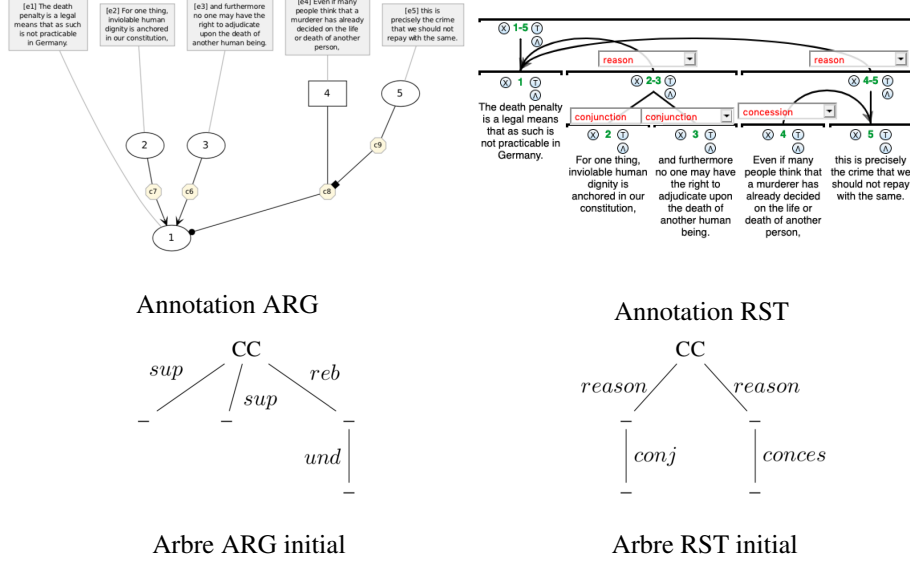 [e1] The death
penalty is a legal
means that as such
is not practicable
in Germany.
[e2] For one thing,
inviolable human
dignity is anchored
in our constitution,
[e3] and furthermore
no one may have the
right to adjudicate
upon the death of
another human being.
[e4] Even if many
people think that a
murderer has already
decided on the life
or death of another
person,
[e5] this is
precisely the crime
that we should not
repay with the same.
4
5
2
3
c9
c7
c6
c8
1
Annotation ARG
X 1-5 T
Λ
reason
reason
X 1 T
Λ
X 2-3 T
Λ
X 4-5 T
Λ
The death penalty
is a legal means
that as such is
not practicable in
Germany.
conjunction
conjunction
concession
X 2 T
Λ
X 3 T
Λ
X 4 T
Λ
X 5 T
Λ
For one thing,
inviolable human
dignity is
anchored in our
constitution,
and furthermore
no one may have
the right to
adjudicate upon
the death of
another human
being.
Even if many
people think that
a murderer has
already decided
on the life or
death of another
person,
this is precisely
the crime that we
should not repay
with the same.
Annotation RST
CC
sup
sup
reb
–
–
–
und
–
Arbre ARG initial
CC
reason
reason
–
–
conj
conces
–
–
Arbre RST initial